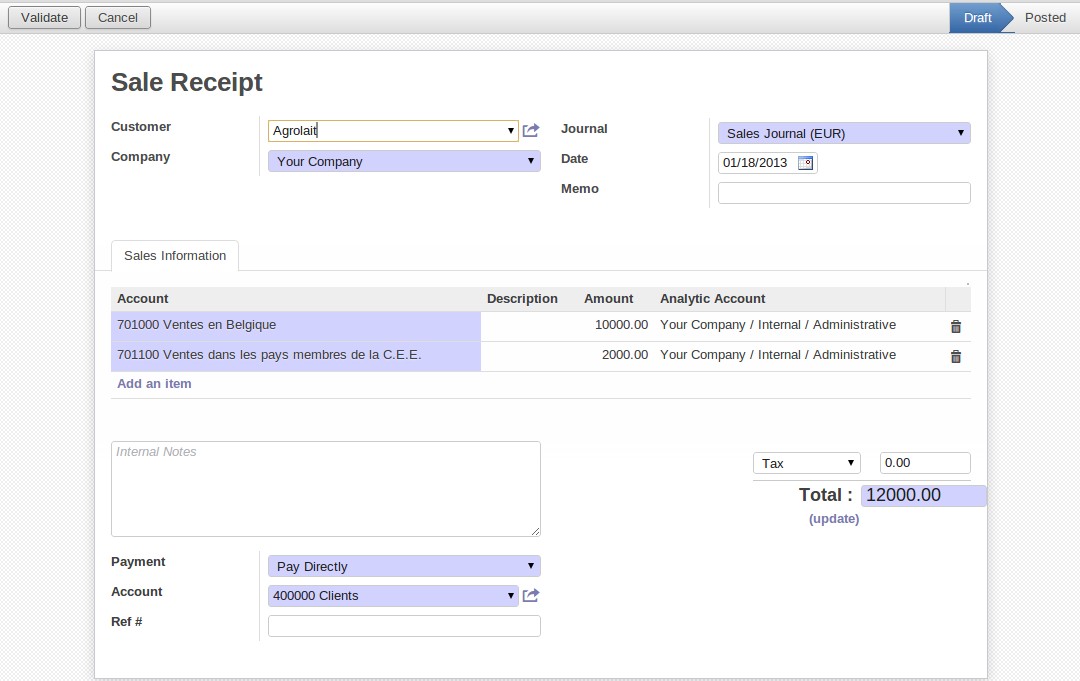 Validate Cancel Draft Posted
Sale Receipt
Customer Agrolait Journal Sales Journal (EUR)
Company Your Company Date 01/18/2013
Memo
Sales Information
Account Description Amount Analytic Account
701000 Ventes en Belgique 10000.00 Your Company / Internal / Administrative
701100 Ventes dans les pays membres de la C.E.E. 2000.00 Your Company / Internal / Administrative
Add an item
Internal Notes
Tax 0.00
Total : 12000.00
(update)
Payment Pay Directly
Account 400000 Clients
Ref #